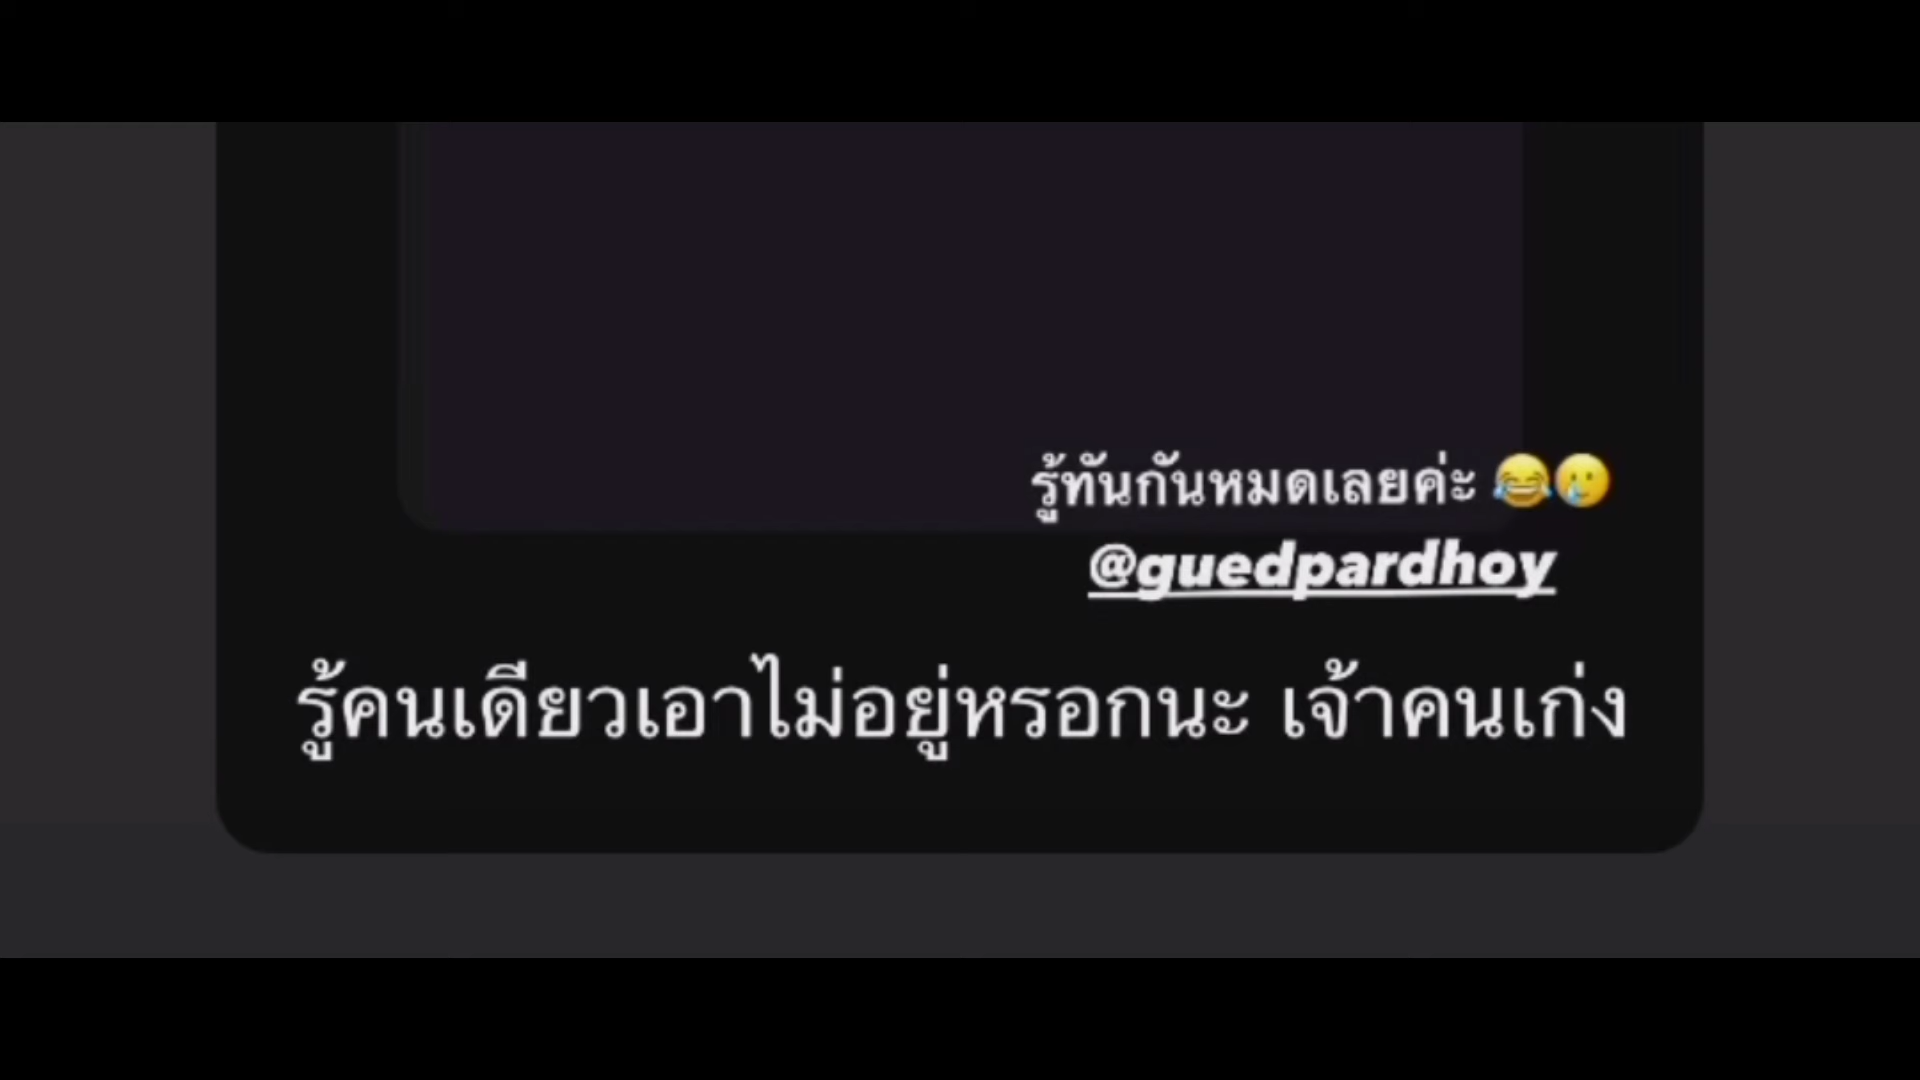 รู้ทันกันหมดเลยค่ะ 😂🥲
@guedpardhoy
รู้คนเดียวเอาไม่อยู่หรอกนะ เจ้าคนเก่ง